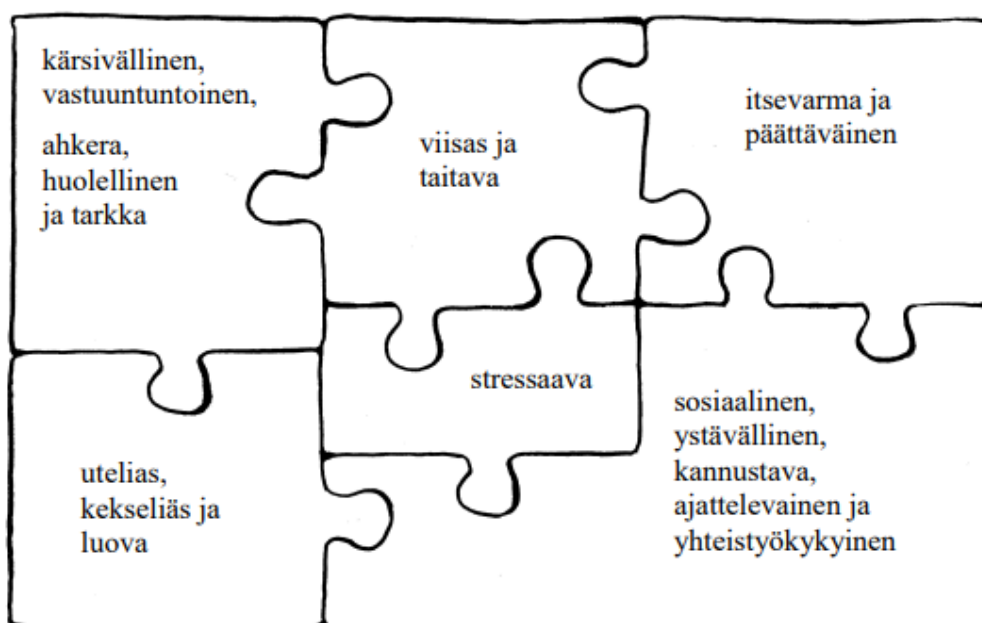 kärsivällinen,
vastuuntuntoinen,
ahkera,
huolellinen
ja tarkka
viisas ja
taitava
itsevarma ja
päättäväinen
stressaava
utelias,
kekseliäs ja
luova
sosiaalinen,
ystävällinen,
kannustava,
ajattelevainen ja
yhteistyökykyinen